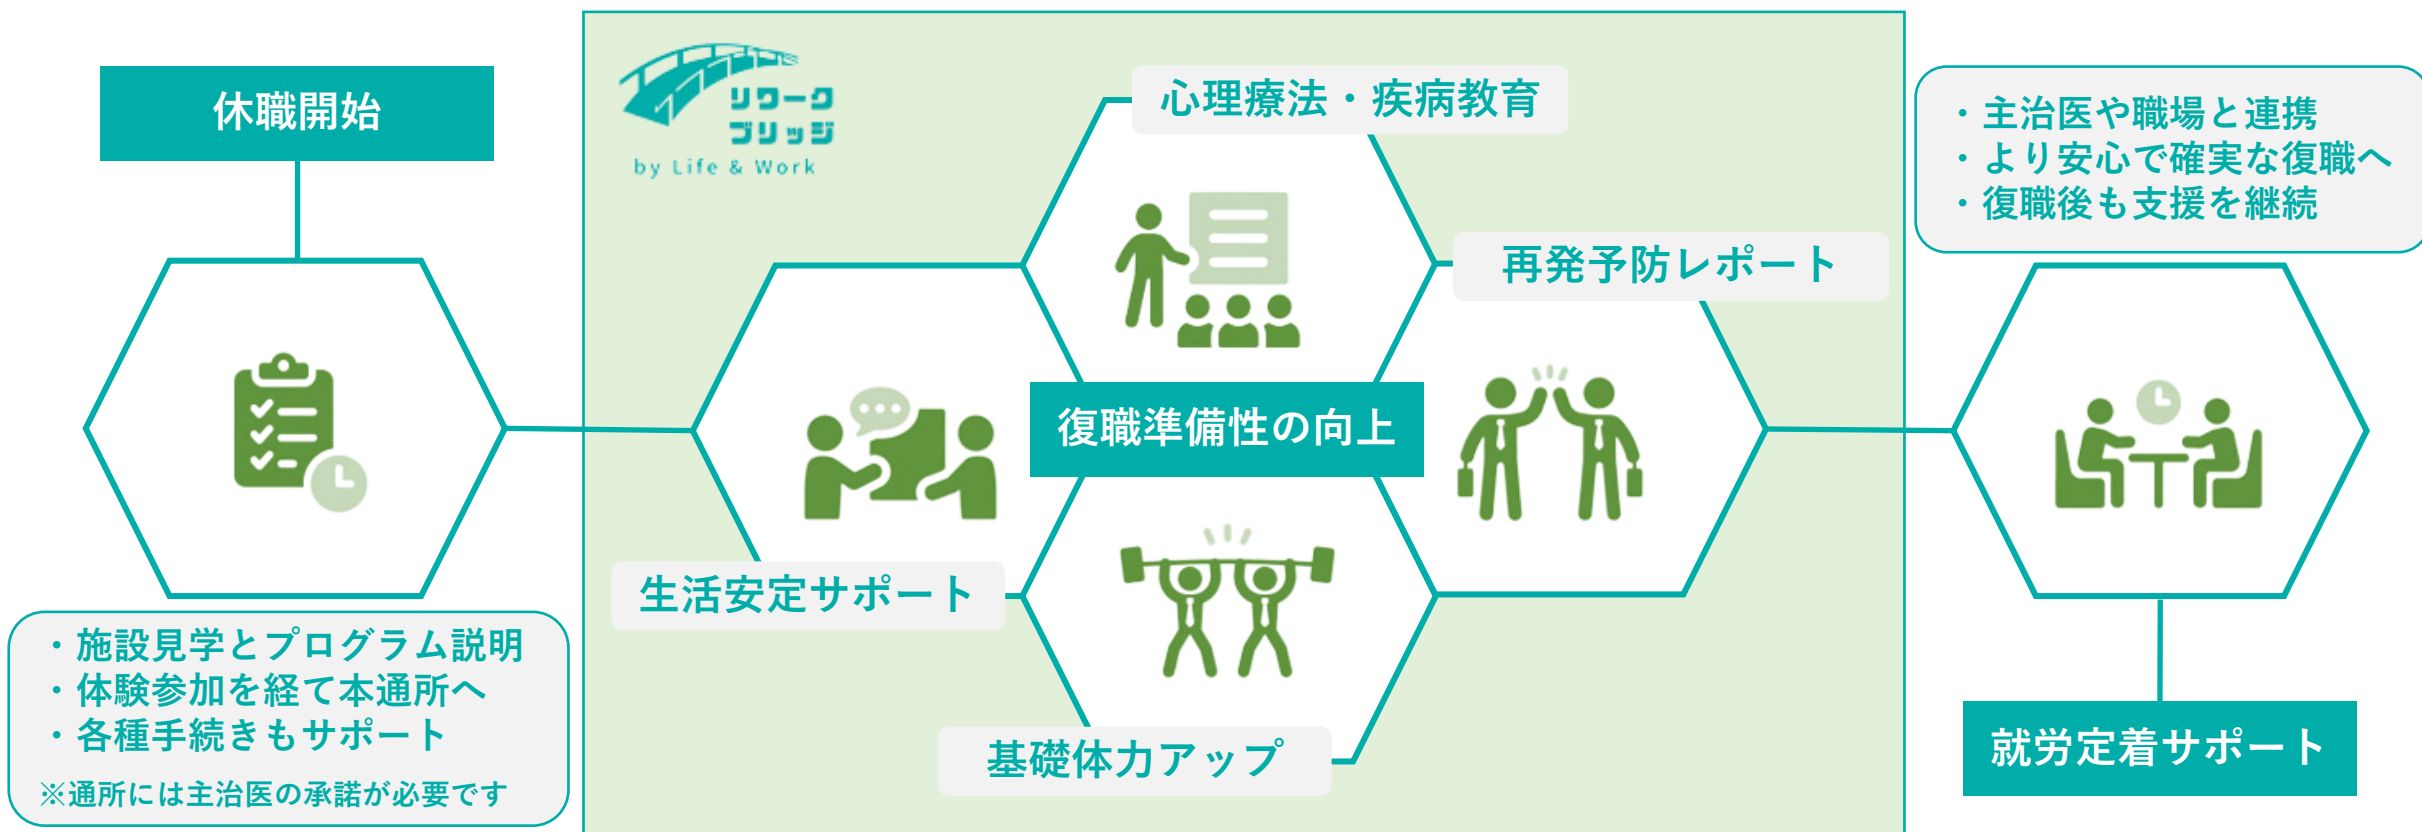 休職開始
・施設見学とプログラム説明
・体験参加を経て本通所へ
・各種手続きもサポート
※通所には主治医の承諾が必要です
リワーク
ブリッジ
by Life & Work
心理療法・疾病教育
再発予防レポート
復職準備性の向上
生活安定サポート
基礎体力アップ
・主治医や職場と連携
・より安心で確実な復職へ
・復職後も支援を継続
就労定着サポート